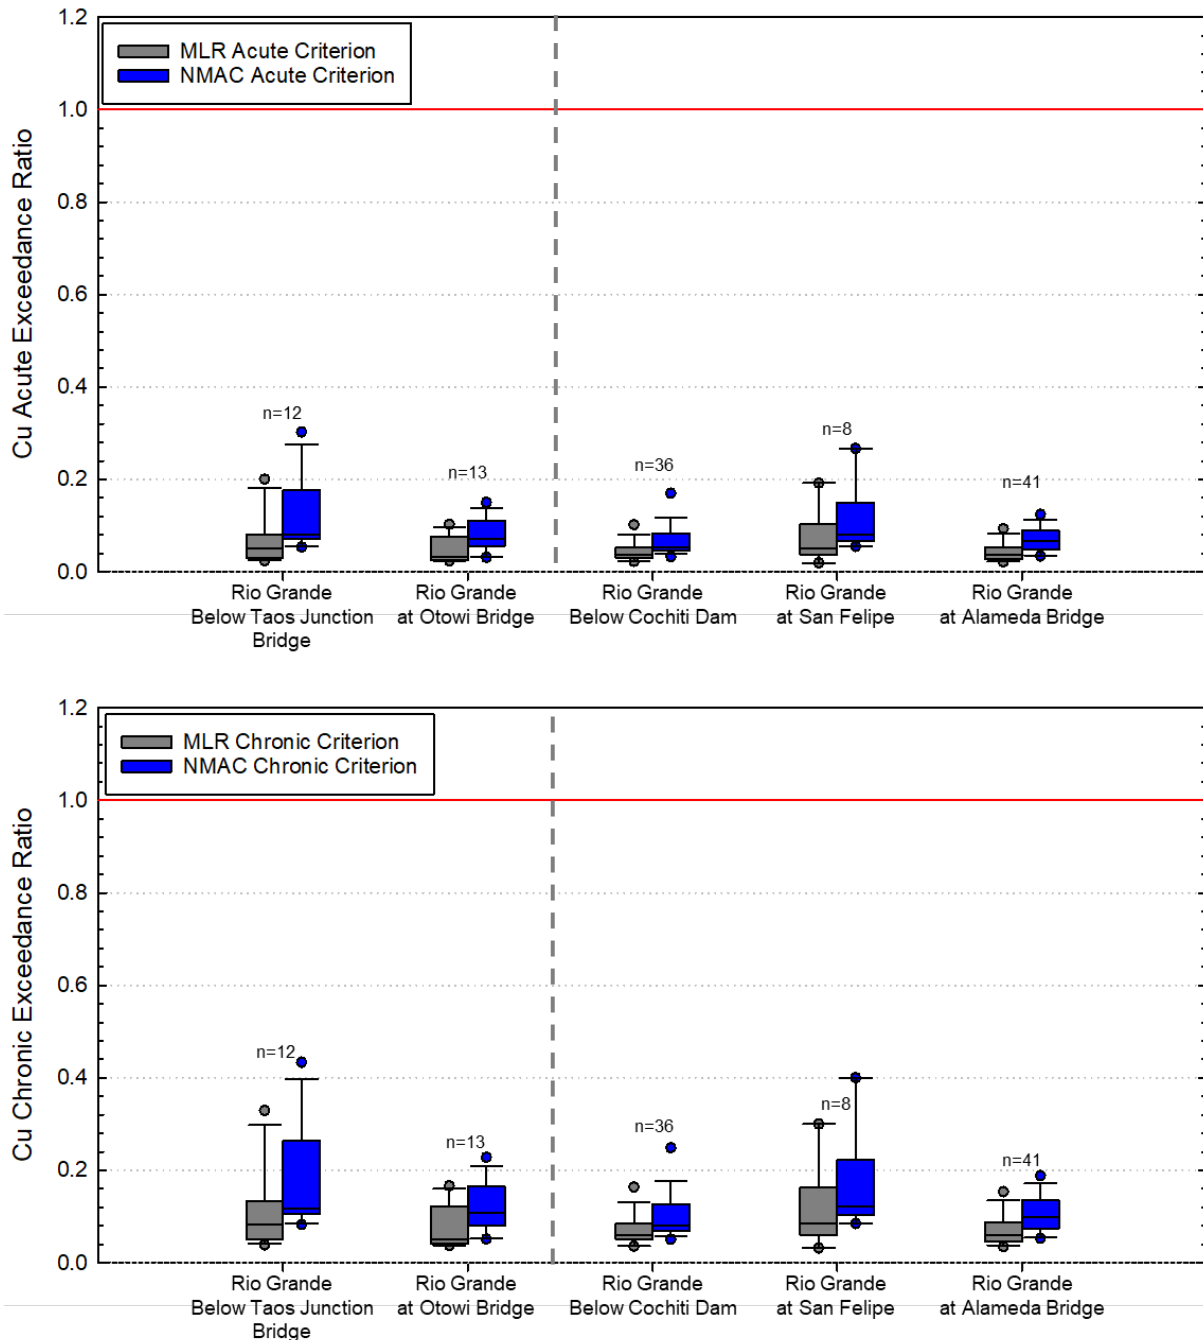 1.2
MLR Acute Criterion
NMAC Acute Criterion
1.0
0.8
0.6
0.4
0.2
0.0
Cu Acute Exceedance Ratio
n=12
n=13
n=36
n=8
n=41
Rio Grande
Below Taos Junction
Bridge
Rio Grande
at Otowi Bridge
Rio Grande
Below Cochiti Dam
Rio Grande
at San Felipe
Rio Grande
at Alameda Bridge
1.2
MLR Chronic Criterion
NMAC Chronic Criterion
1.0
0.8
0.6
0.4
0.2
0.0
Cu Chronic Exceedance Ratio
n=12
n=13
n=36
n=8
n=41
Rio Grande
Below Taos Junction
Bridge
Rio Grande
at Otowi Bridge
Rio Grande
Below Cochiti Dam
Rio Grande
at San Felipe
Rio Grande
at Alameda Bridge